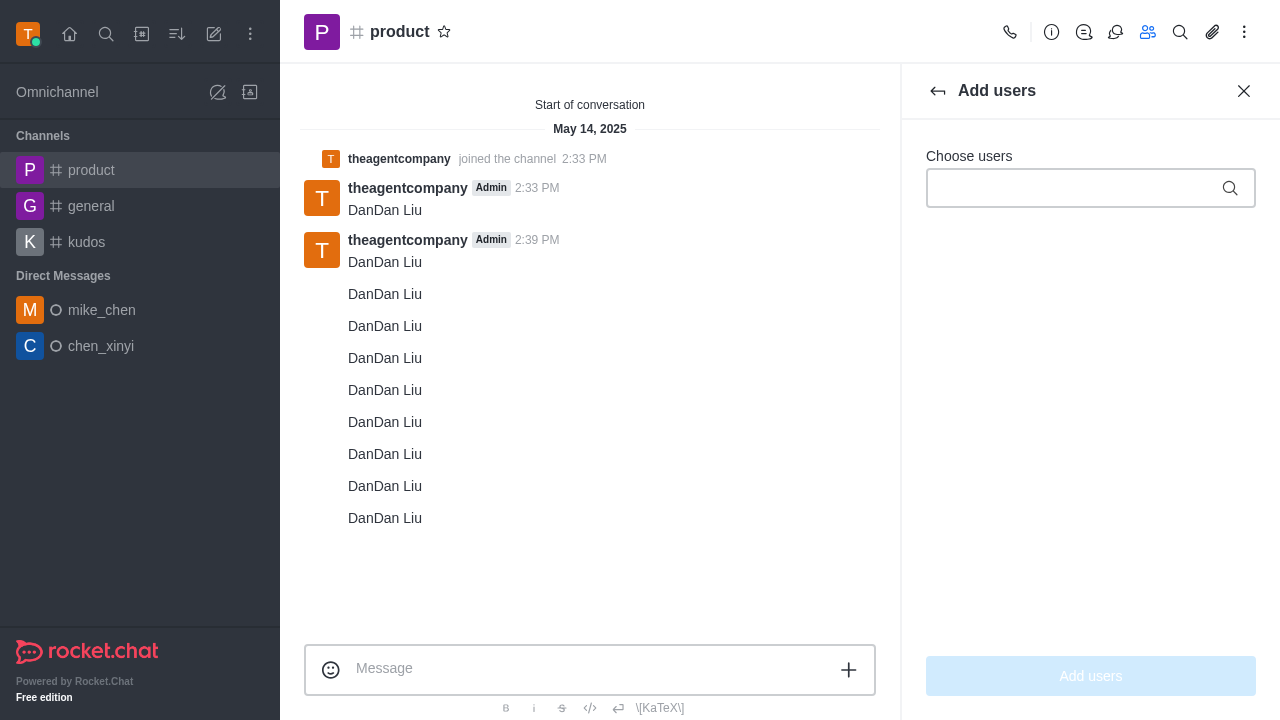 T
Omnichannel
Channels
P product
G general
K kudos
Direct Messages
M mike_chen
C chen_xinyi
rocket.chat
Powered by Rocket.Chat
Free edition
P product
Start of conversation
May 14, 2025
T theagentcompany joined the channel 2:33 PM
T theagentcompany Admin 2:33 PM
DanDan Liu
T theagentcompany Admin 2:39 PM
DanDan Liu
DanDan Liu
DanDan Liu
DanDan Liu
DanDan Liu
DanDan Liu
DanDan Liu
DanDan Liu
DanDan Liu
Message
B i S \[KaTeX\]
Add users
Choose users
Add users